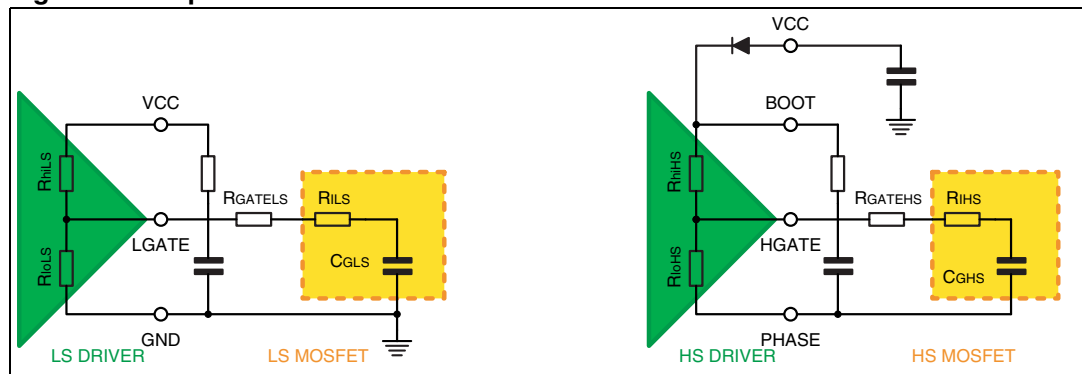 VCC
RhiLS
RloLS
LGATE
RGATELS
RILS
CGLS
GND
LS DRIVER
LS MOSFET
VCC
BOOT
RhiHS
RloHS
HGATE
RGATEHS
RIHS
CGHS
PHASE
HS DRIVER
HS MOSFET